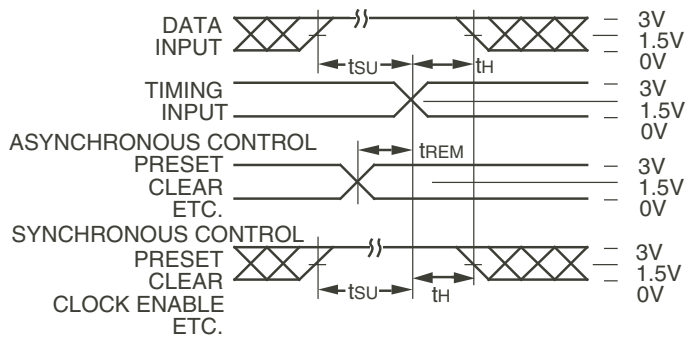 DATA
INPUT
3V
1.5V
0V
tSU
tH
TIMING
INPUT
3V
1.5V
0V
ASYNCHRONOUS CONTROL
tREM
PRESET
CLEAR
ETC.
3V
1.5V
0V
SYNCHRONOUS CONTROL
PRESET
CLEAR
CLOCK ENABLE
ETC.
3V
1.5V
0V
tSU
tH